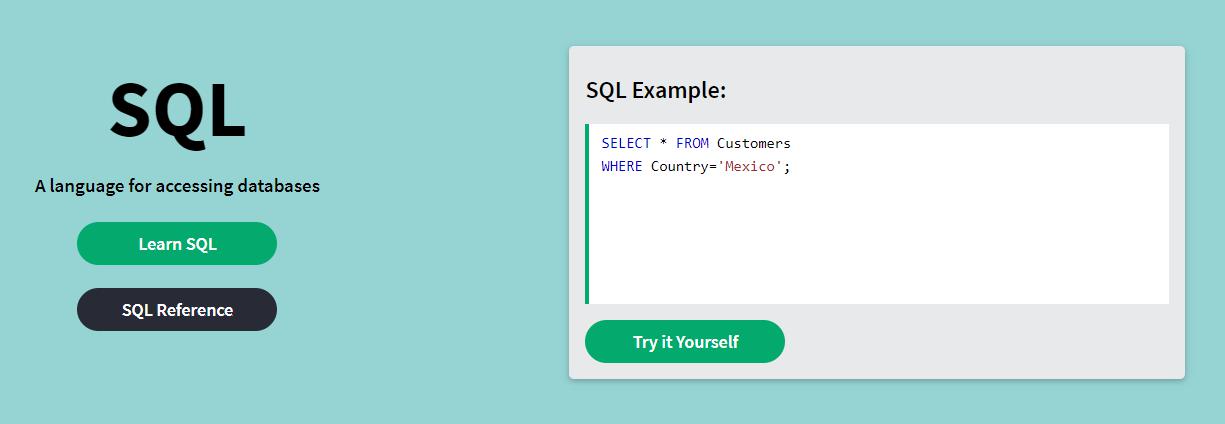 SQL
A language for accessing databases
Learn SQL
SQL Reference
SQL Example:
SELECT * FROM Customers
WHERE Country='Mexico';
Try it Yourself